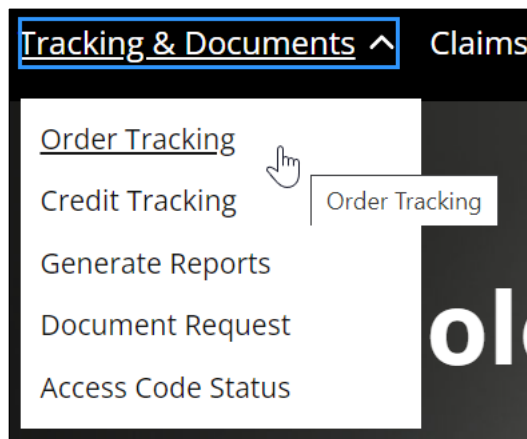 Tracking & Documents Claims
Order Tracking
Credit Tracking
Order Tracking
Generate Reports
Document Request
Access Code Status